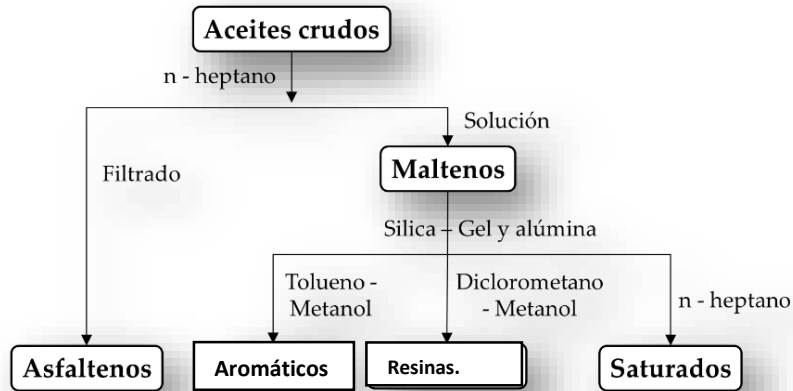 Aceites crudos
n - heptano
Solución
Filtrado
Maltenos
Silica – Gel y alúmina
Tolueno -
Metanol
Diclorometano
- Metanol
n - heptano
Asfaltenos
Aromáticos
Resinas.
Saturados